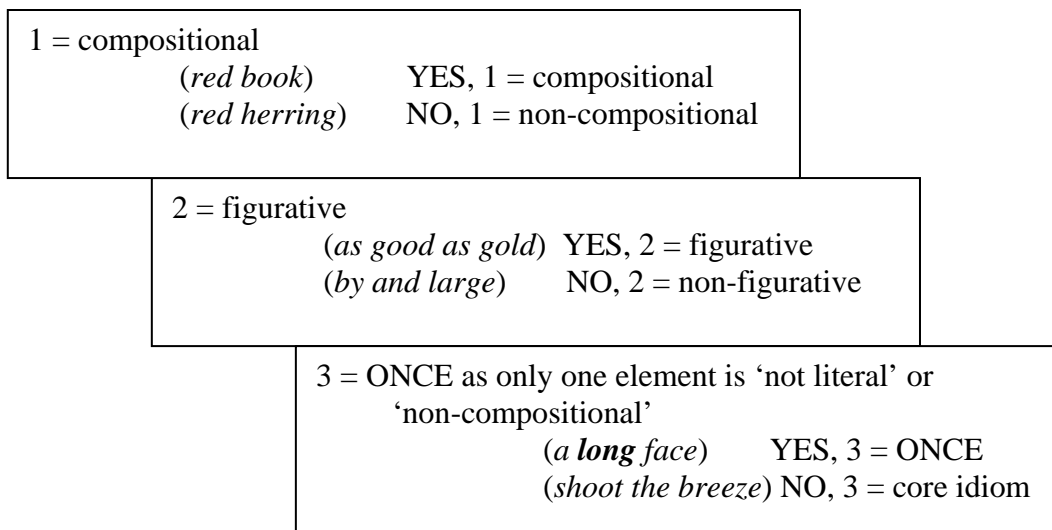 1 = compositional
(red book) YES, 1 = compositional
(red herring) NO, 1 = non-compositional
2 = figurative
(as good as gold) YES, 2 = figurative
(by and large) NO, 2 = non-figurative
3 = ONCE as only one element is ‘not literal’ or
‘non-compositional’
(a long face) YES, 3 = ONCE
(shoot the breeze) NO, 3 = core idiom